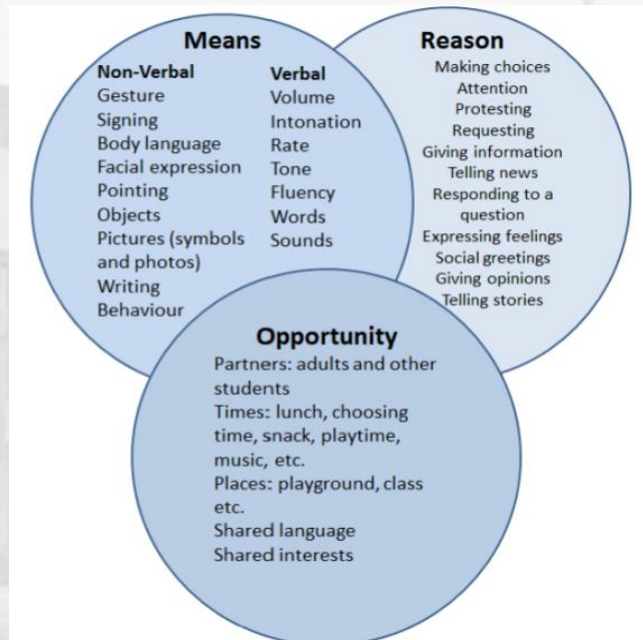 Means
Non-Verbal
Gesture
Signing
Body language
Facial expression
Pointing
Objects
Pictures (symbols
and photos)
Writing
Behaviour
Verbal
Volume
Intonation
Rate
Tone
Fluency
Words
Sounds
Reason
Making choices
Attention
Protesting
Requesting
Giving information
Telling news
Responding to a
question
Expressing feelings
Social greetings
Giving opinions
Telling stories
Opportunity
Partners: adults and other
students
Times: lunch, choosing
time, snack, playtime,
music, etc.
Places: playground, class
etc.
Shared language
Shared interests